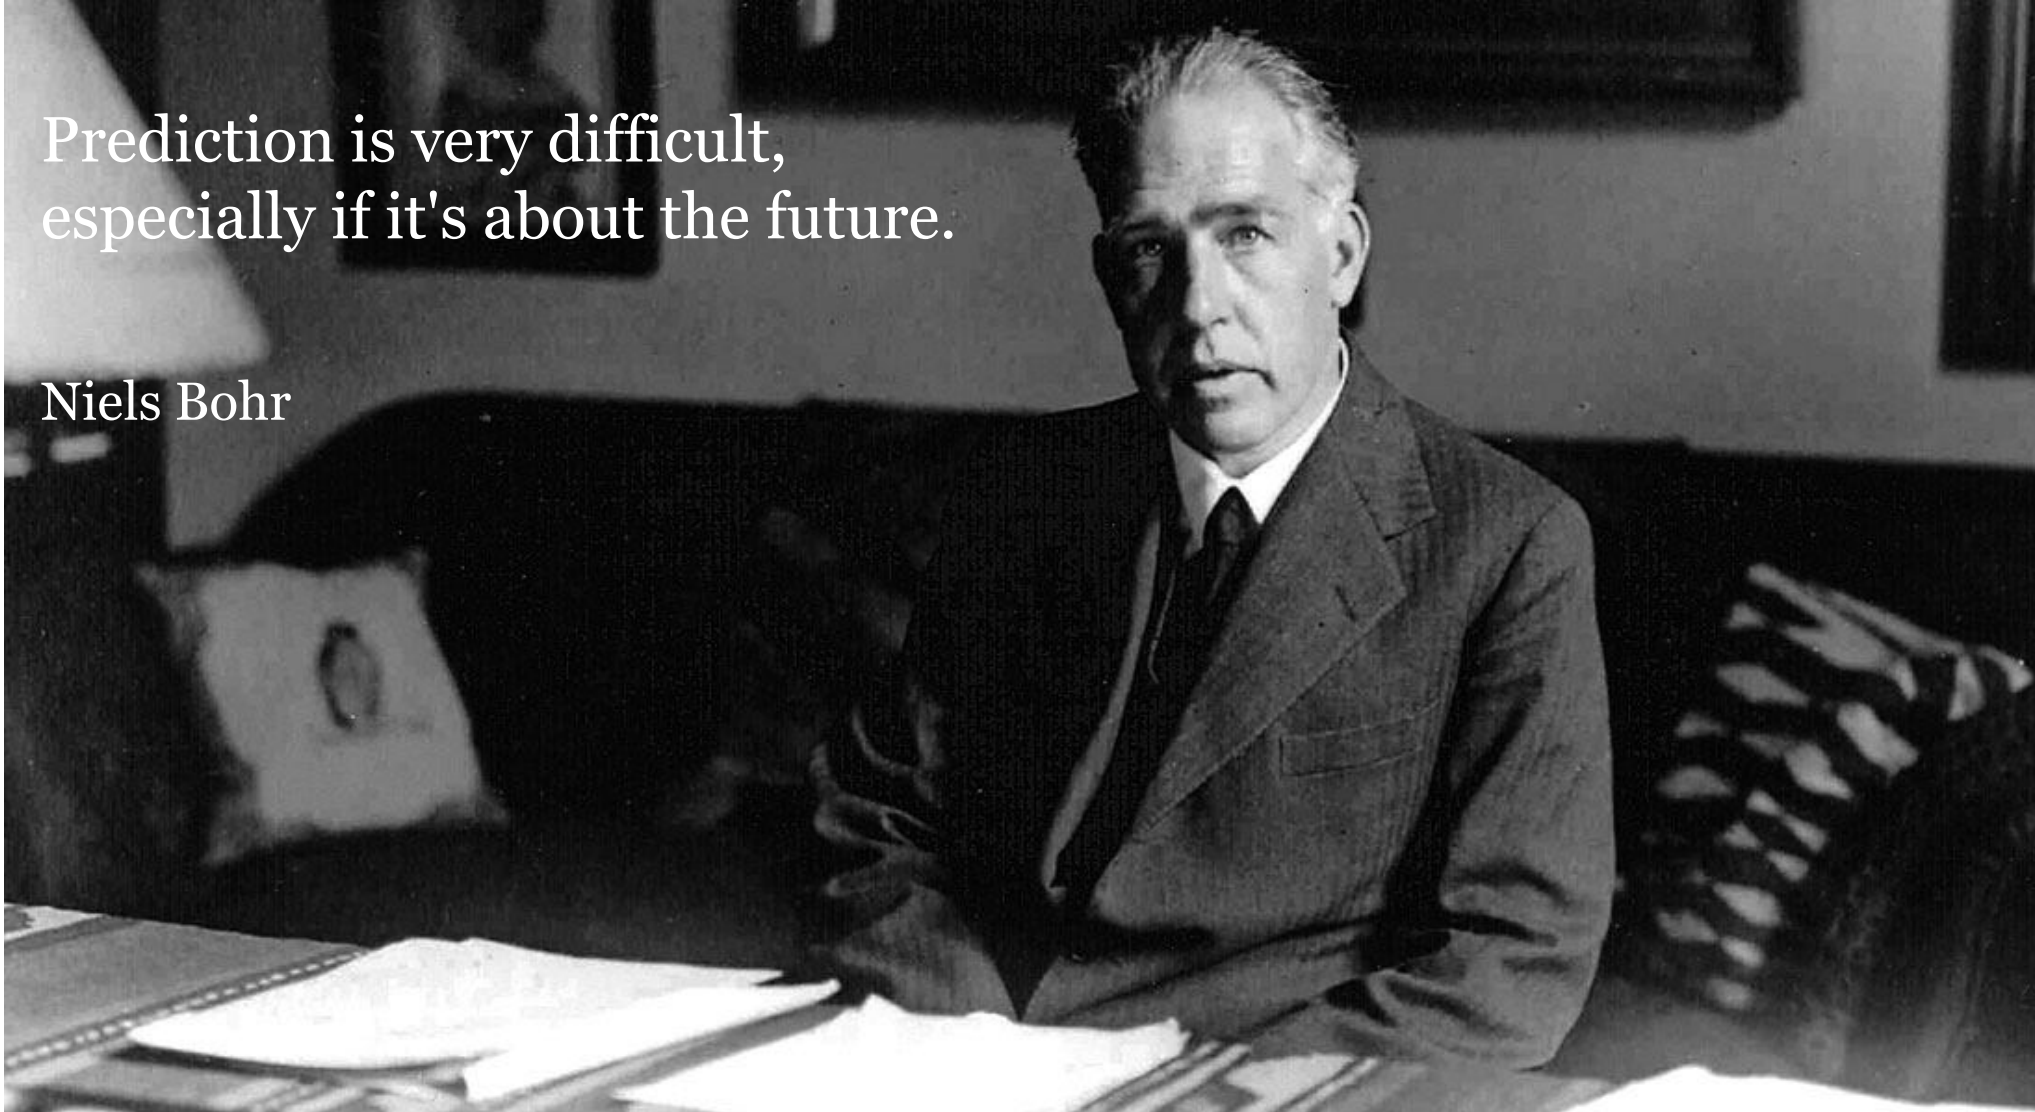 Prediction is very difficult,
especially if it's about the future.
Niels Bohr